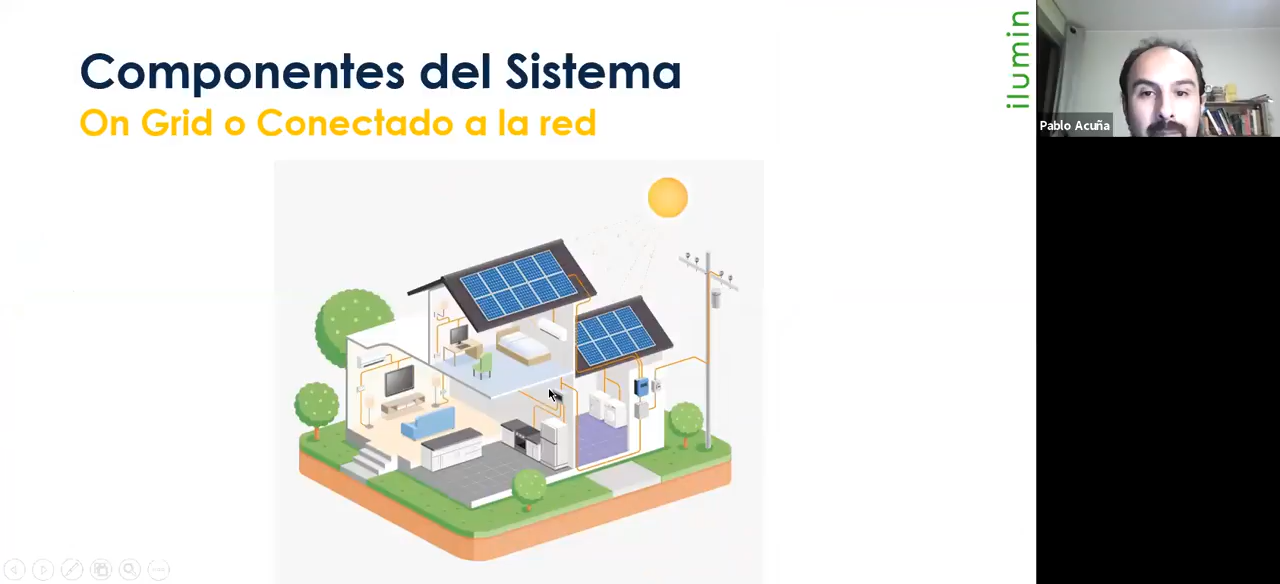 Componentes del Sistema
On Grid o Conectado a la red
ilumin
Pablo Acuña